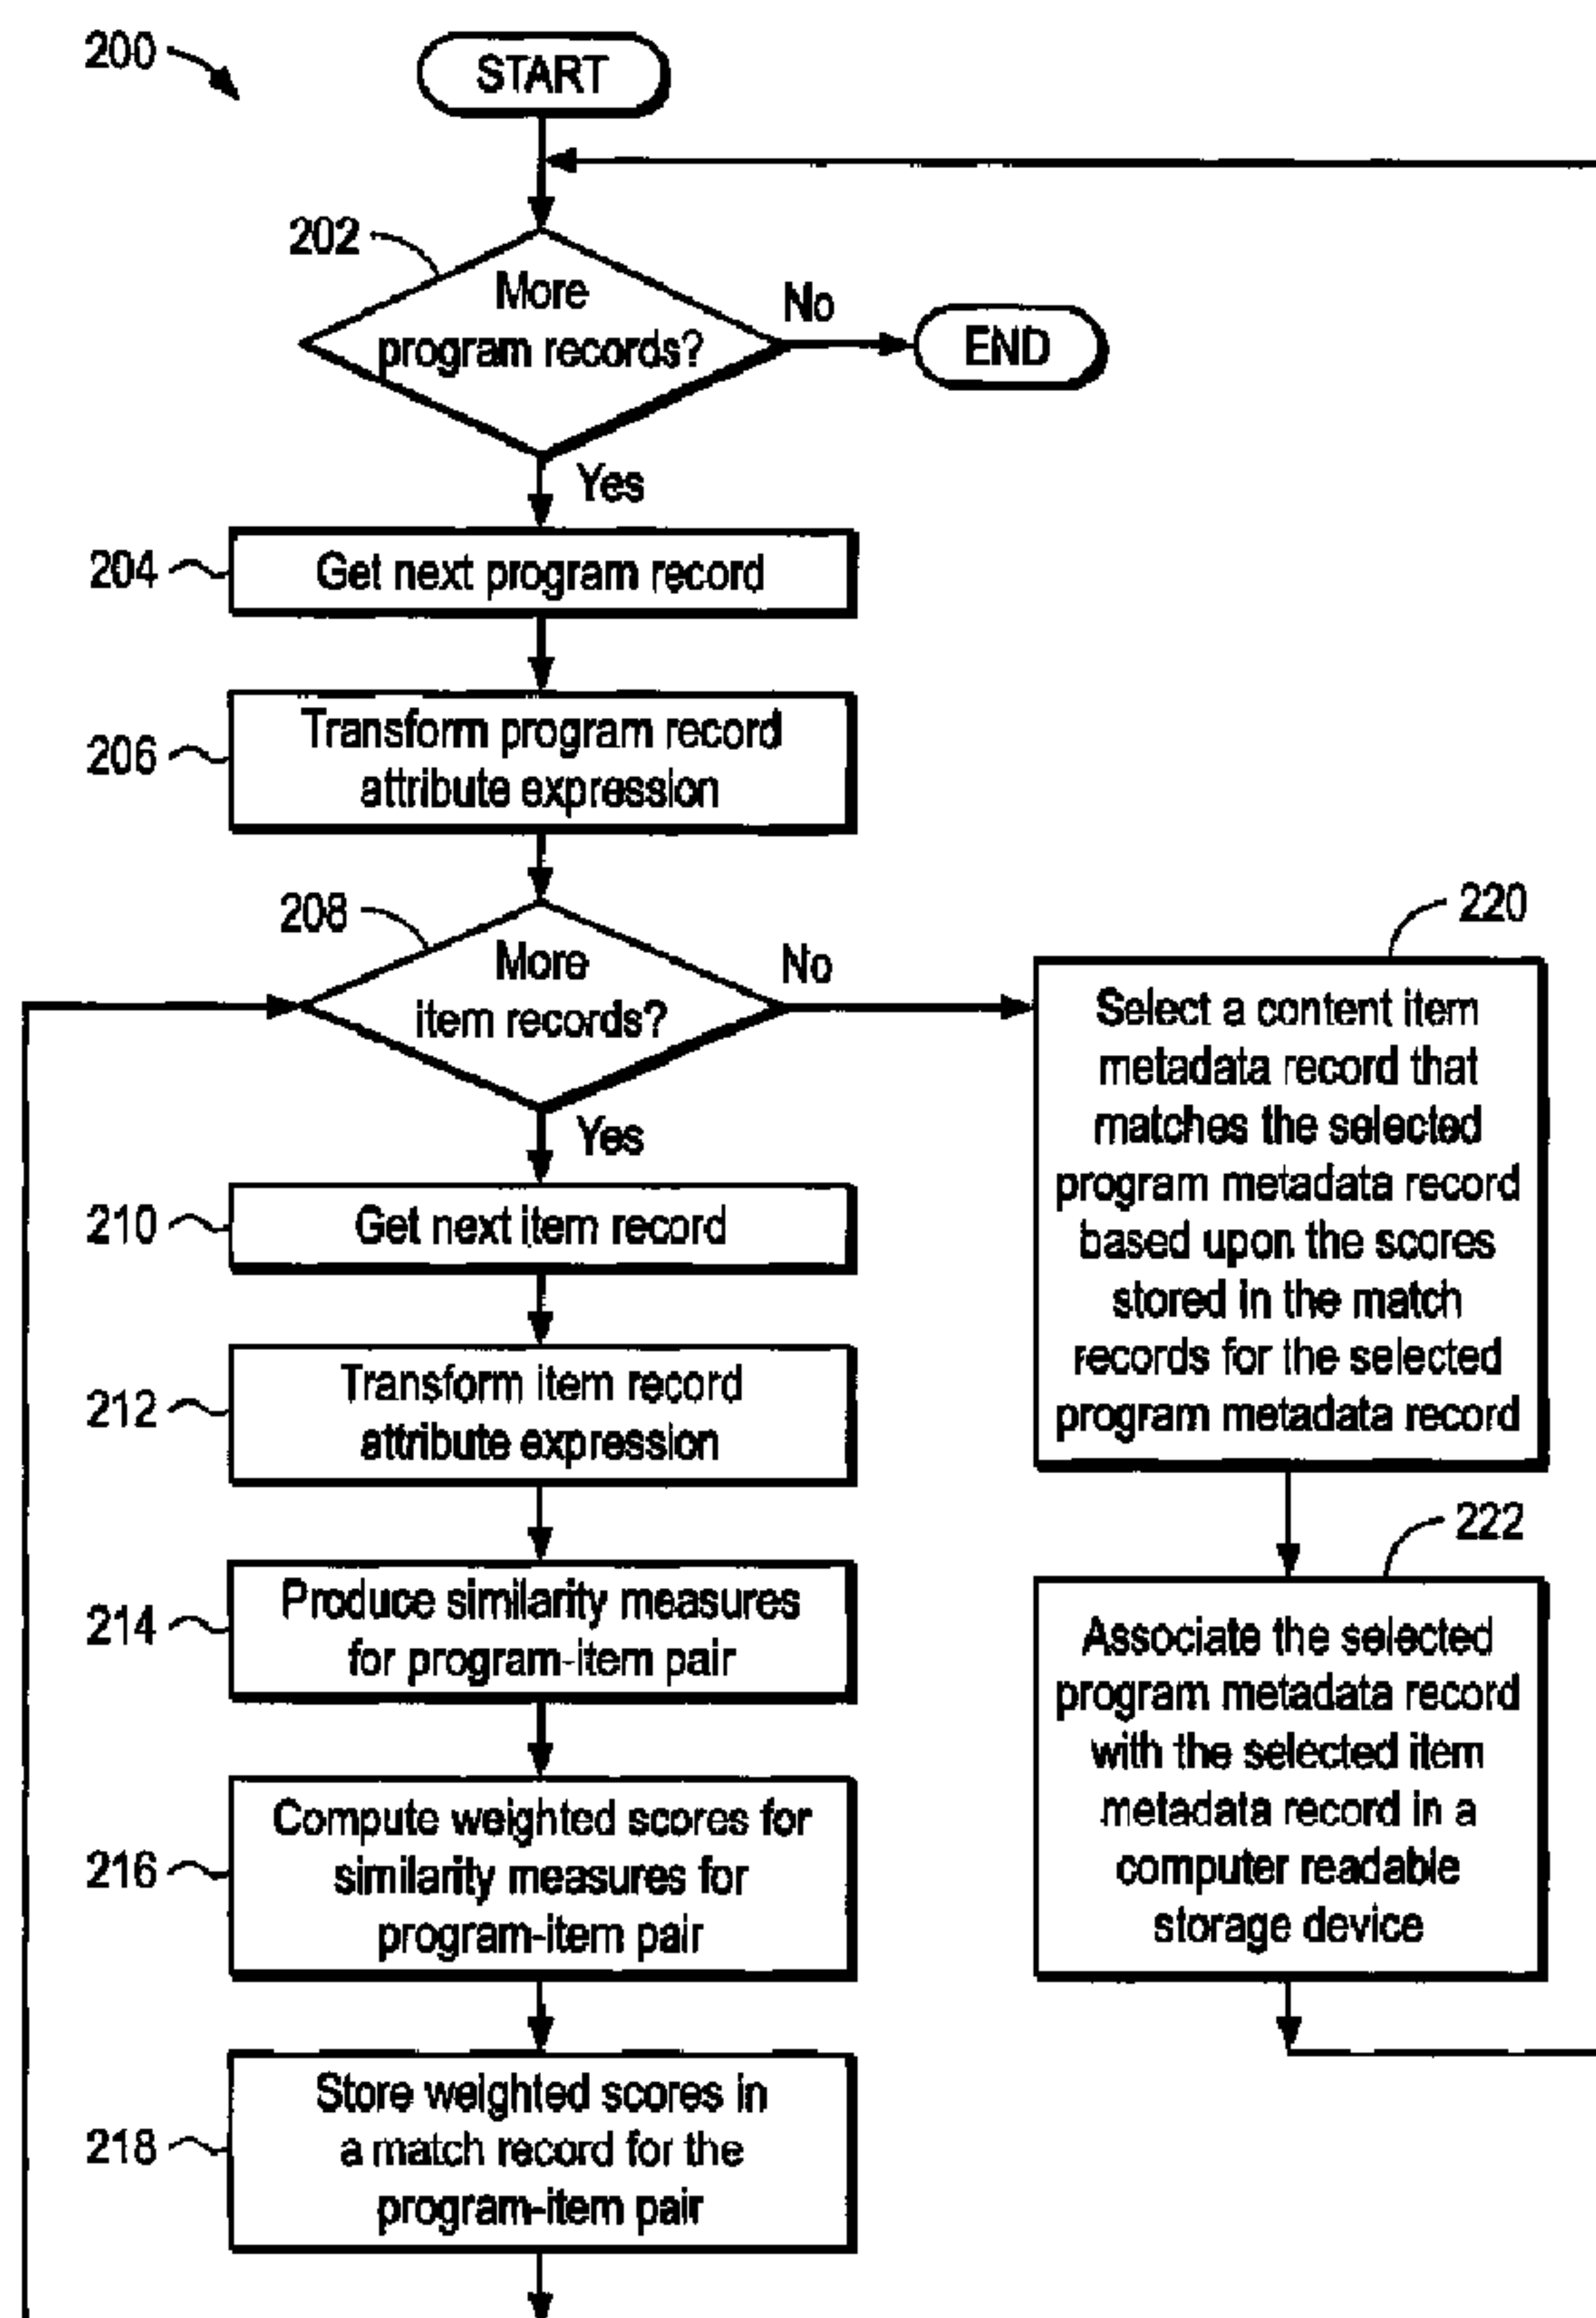 200
START
202
More
program records?
No
END
Yes
204
Get next program record
206
Transform program record
attribute expression
208
More
item records?
No
Yes
210
Get next item record
212
Transform item record
attribute expression
214
Produce similarity measures
for program-item pair
216
Compute weighted scores for
similarity measures for
program-item pair
218
Store weighted scores in
a match record for the
program-item pair
220
Select a content item
metadata record that
matches the selected
program metadata record
based upon the scores
stored in the match
records for the selected
program metadata record
222
Associate the selected
program metadata record
with the selected item
metadata record in a
computer readable
storage device